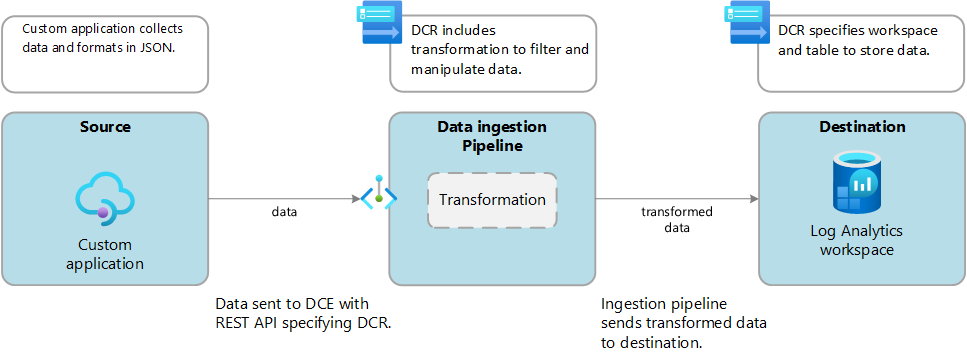 Custom application collects
data and formats in JSON.
DCR includes
transformation to filter and
manipulate data.
DCR specifies workspace
and table to store data.
Source
Custom
application
data
Data ingestion
Pipeline
Transformation
transformed
data
Destination
Log Analytics
workspace
Data sent to DCE with
REST API specifying DCR.
Ingestion pipeline
sends transformed data
to destination.